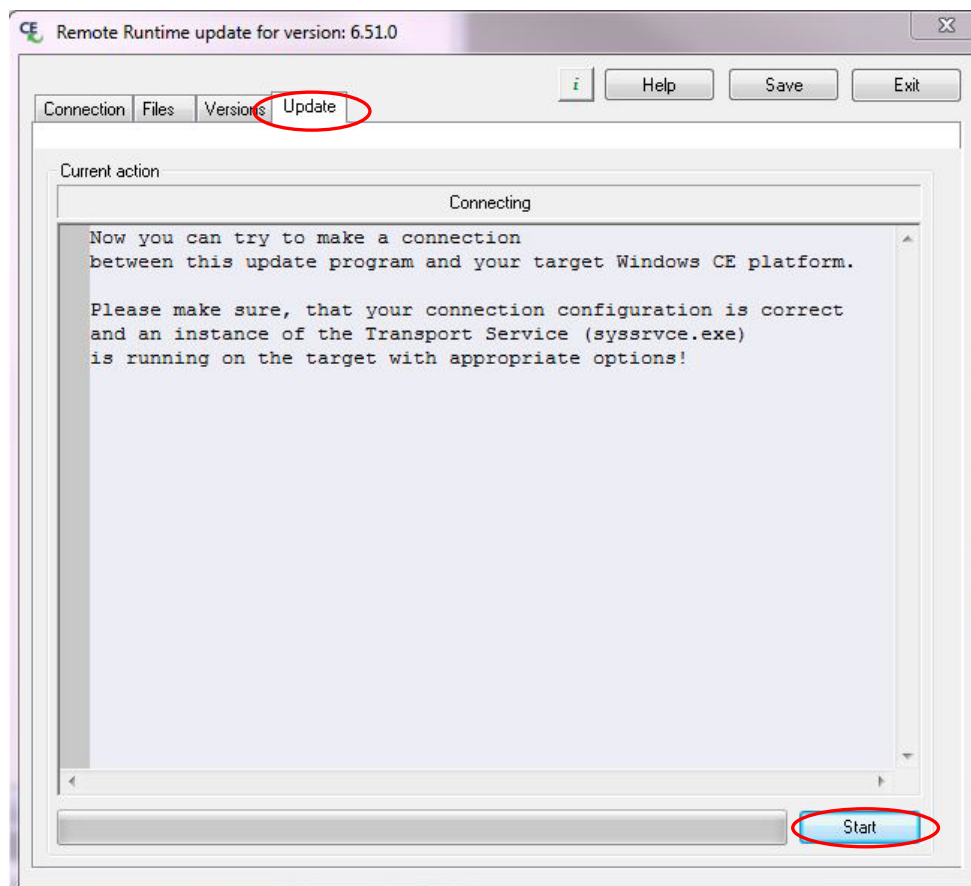 CE Remote Runtime update for version: 6.51.0
i Help Save Exit
Connection Files Versions Update
Current action
Connecting
Now you can try to make a connection
between this update program and your target Windows CE platform.
Please make sure, that your connection configuration is correct
and an instance of the Transport Service (syssrvce.exe)
is running on the target with appropriate options!
Start